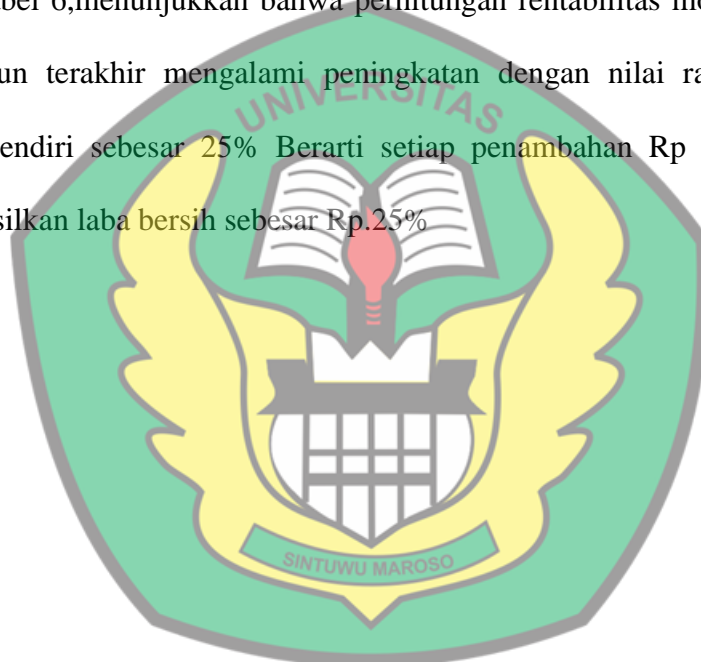 bel 6,menunjukkan bahwa perhitungan rentabilitas mo
un terakhir mengalami peningkatan dengan nilai ra
endiri sebesar 25% Berarti setiap penambahan Rp
silkan laba bersih sebesar Rp.25%
UNIVERSITAS
SINTUWU MAROSO